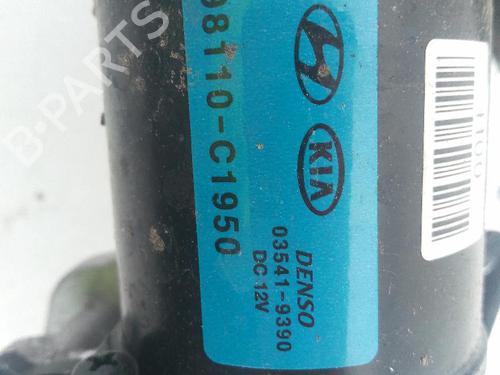 98110-C1950
KIA
DENSO
03541-9390
DC 12V
B-PARTS